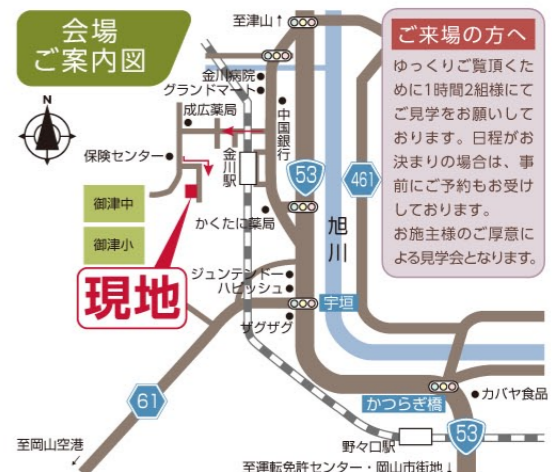 会場
ご案内図
至津山↑
ご来場の方へ
ゆっくりご覧頂くた
めに1時間2組様にて
ご見学をお願いして
おります。日程がお
決まりの場合は、事
前にご予約もお受け
しております。
お施主様のご厚意に
よる見学会となります。
N
金川病院
グランドマート
成広薬局
中国銀行
保険センター
金川駅
53
461
御津中
御津小
かくたに薬局
旭川
現地
ジュンテンドー
ハピッシュ
宇垣
ザグザグ
61
かつらぎ橋
カバヤ食品
至岡山空港
野々口駅
53
至運転免許センター・岡山市街地↓